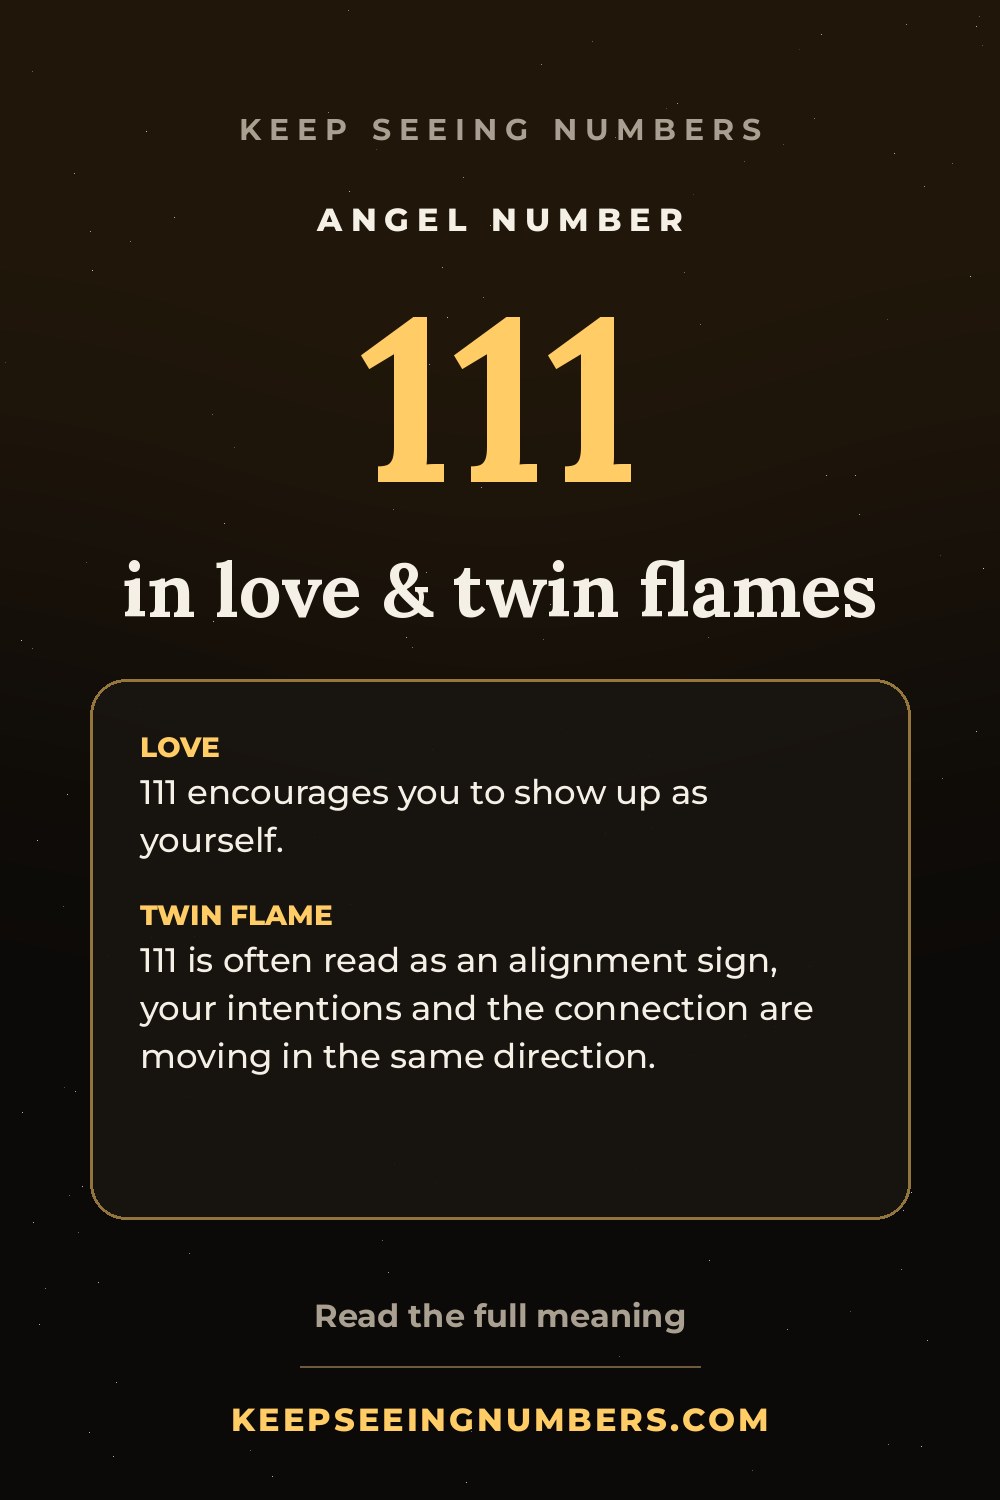 KEEP SEEING NUMBERS
ANGEL NUMBER
111
in love & twin flames
LOVE
111 encourages you to show up as
yourself.
TWIN FLAME
111 is often read as an alignment sign,
your intentions and the connection are
moving in the same direction.
Read the full meaning
KEEPSEEINGNUMBERS.COM